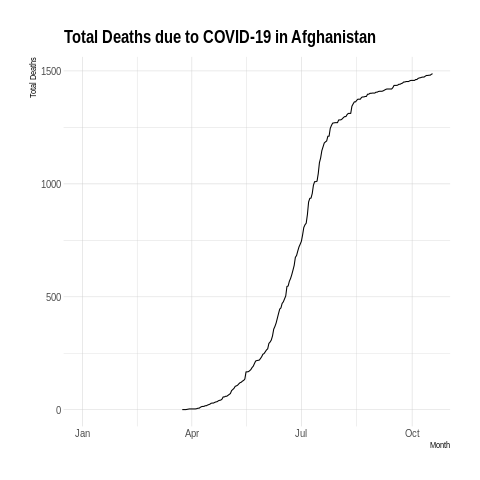 Total Deaths due to COVID-19 in Afghanistan
Total Deaths
1500
1000
500
0
Jan Apr Jul Oct
Month